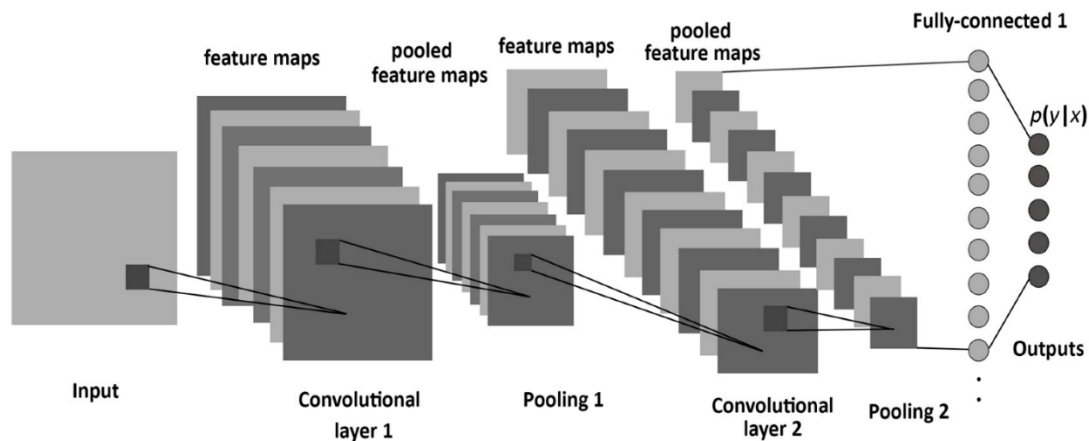 Fully-connected 1
feature maps
pooled
feature maps
feature maps
pooled
feature maps
p(y|x)
Input
Convolutional
layer 1
Pooling 1
Convolutional
layer 2
Pooling 2
Outputs